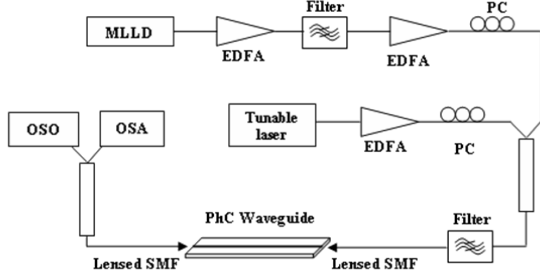 Filter
PC
MLLD
EDFA
EDFA
OSO
OSA
Tunable
laser
EDFA
PC
PhC Waveguide
Filter
Lensed SMF
Lensed SMF